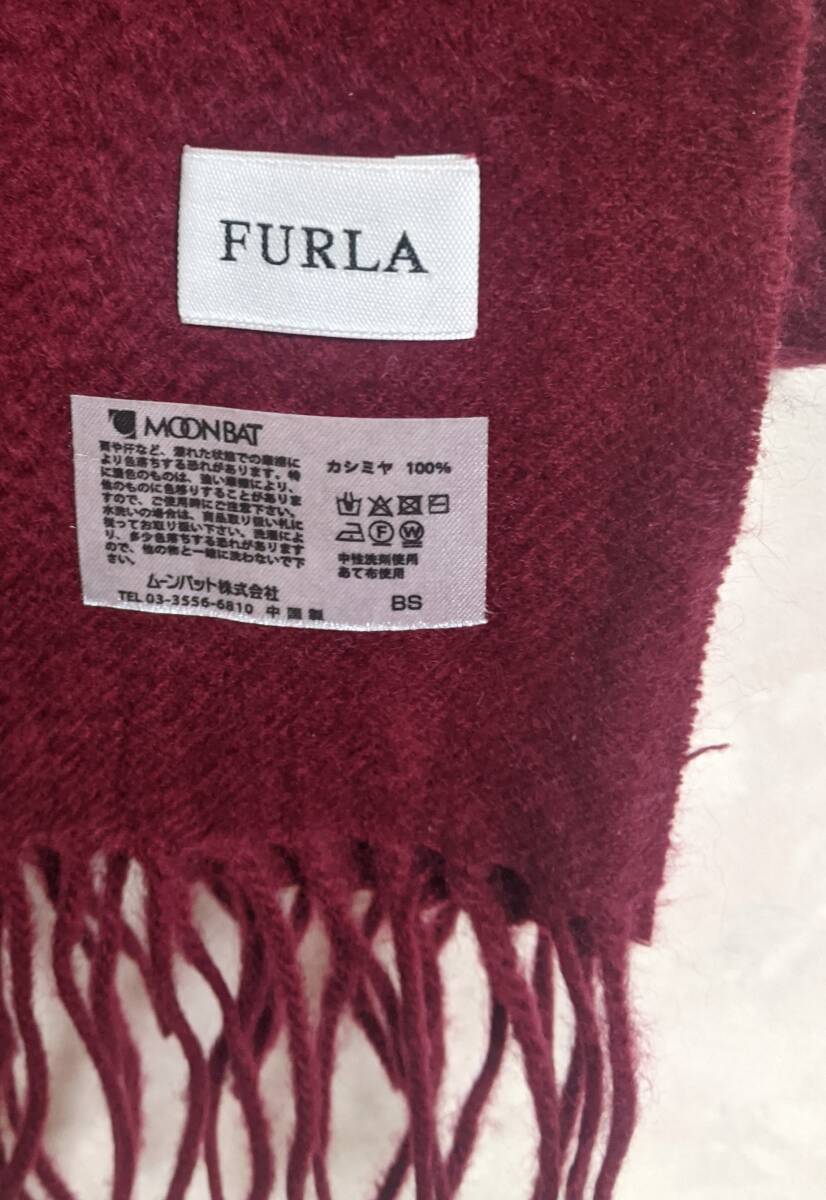 FURLA
MOONBAT
雨や汗など、濡れた状態での摩擦に
より色落ちする恐れがあります。特
に濃色のものは、強い摩擦により、
他のものに色移りすることがありま
すので、ご使用時にご注意下さい。
水洗いの場合は、商品取り扱い札に
従ってお取り扱い下さい。洗濯によ
り、多少色落ちする恐れがあります
ので、他の物と一緒に洗わないで下
さい。
カシミヤ 100%
F W
中性洗剤使用
あて布使用
ムーンバット株式会社
TEL 03-3556-6810 中国製
BS